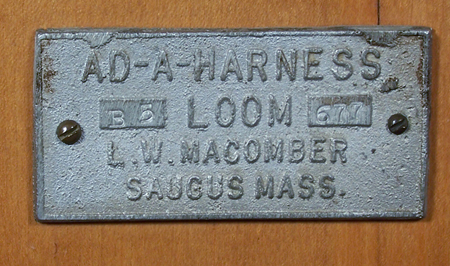 AD-A-HARNESS
B5 LOOM 677
L.W. MACOMBER
SAUGUS MASS.